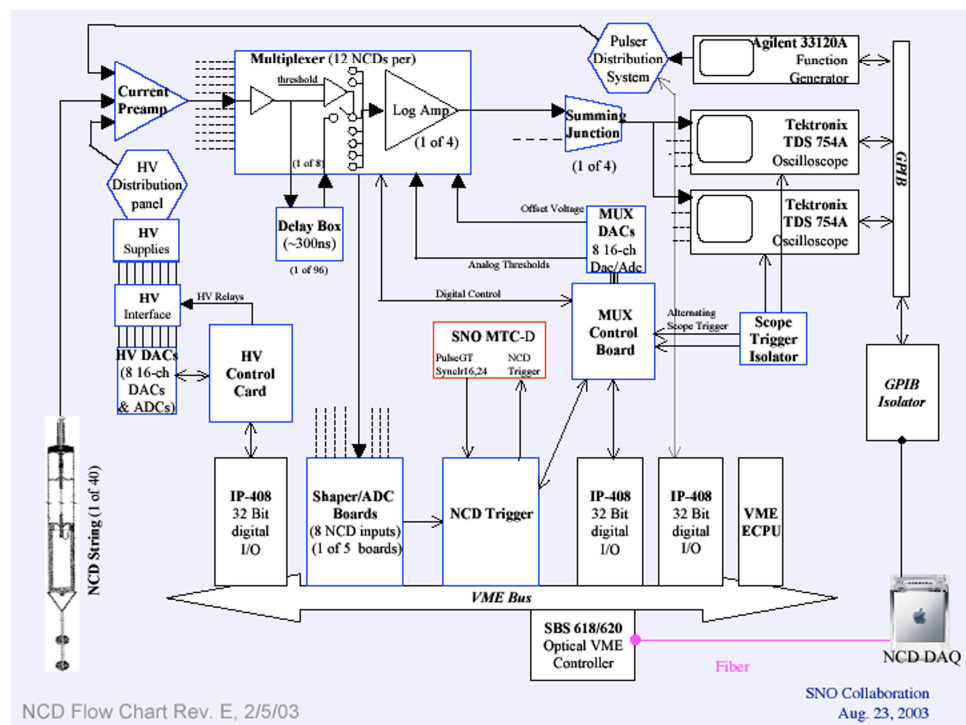 Multiplexer (12 NCDs per)
threshold
Log Amp
(1 of 4)
(1 of 8)
Current
Preamp
Pulser
Distribution
System
Agilent 33120A
Function
Generator
Summing
Junction
(1 of 4)
Tektronix
TDS 754A
Oscilloscope
Tektronix
TDS 754A
Oscilloscope
GPIB
HV
Distribution
panel
HV
Supplies
HV
Interface
HV Relays
HV DACs
(8 16-ch
DACs
& ADCs)
HV
Control
Card
Delay Box
(~300ns)
(1 of 96)
Offset Voltage
Analog Thresholds
Digital Control
MUX
DACs
8 16-ch
Dac/Adc
MUX
Control
Board
Alternating
Scope Trigger
Scope
Trigger
Isolator
GPIB
Isolator
SNO MTC-D
PulseGT
Synclr16,24
NCD
Trigger
NCD String (1 of 40)
IP-408
32 Bit
digital
I/O
Shaper/ADC
Boards
(8 NCD inputs)
(1 of 5 boards)
NCD Trigger
IP-408
32 Bit
digital
I/O
IP-408
32 Bit
digital
I/O
VME
ECPU
VME Bus
SBS 618/620
Optical VME
Controller
Fiber
NCD DAQ
SNO Collaboration
Aug. 23, 2003
NCD Flow Chart Rev. E, 2/5/03